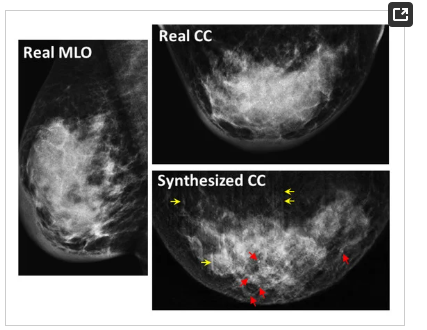 Real MLO
Real CC
Synthesized CC